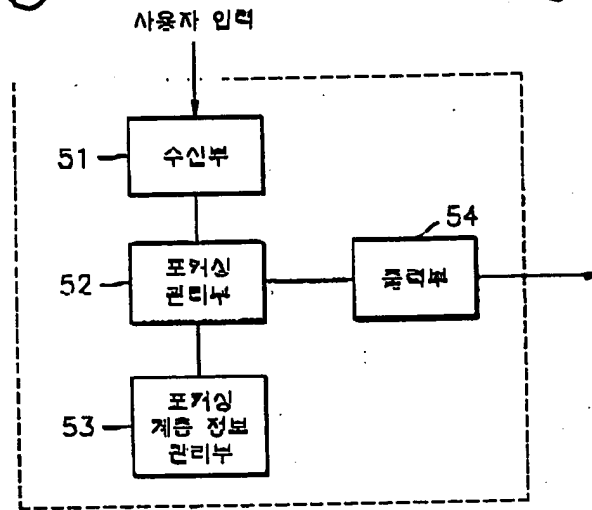 사용자 입력
51
수신부
54
52
포커싱
관리부
출력부
53
포커싱
계층 정보
관리부